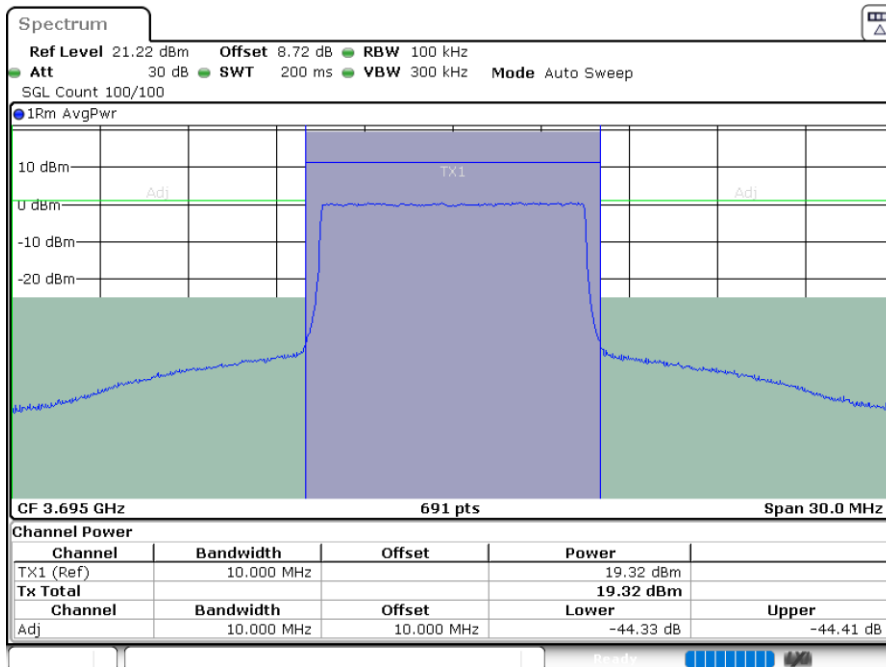 Spectrum
Ref Level 21.22 dBm Offset 8.72 dB RBW 100 kHz
Att 30 dB SWT 200 ms VBW 300 kHz Mode Auto Sweep
SGL Count 100/100
1Rm AvgPwr
10 dBm
TX1
Adj Adj
0 dBm
-10 dBm
-20 dBm
CF 3.695 GHz 691 pts Span 30.0 MHz
Channel Power
Channel Bandwidth Offset Power
TX1 (Ref) 10.000 MHz 19.32 dBm
Tx Total 19.32 dBm
Channel Bandwidth Offset Lower Upper
Adj 10.000 MHz 10.000 MHz -44.33 dB -44.41 dB
Ready